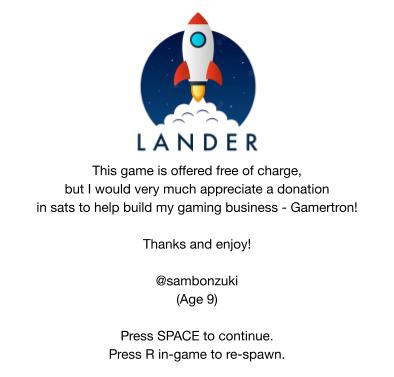 LANDER
This game is offered free of charge,
but I would very much appreciate a donation
in sats to help build my gaming business - Gamertron!
Thanks and enjoy!
@sambonzuki
(Age 9)
Press SPACE to continue.
Press R in-game to re-spawn.